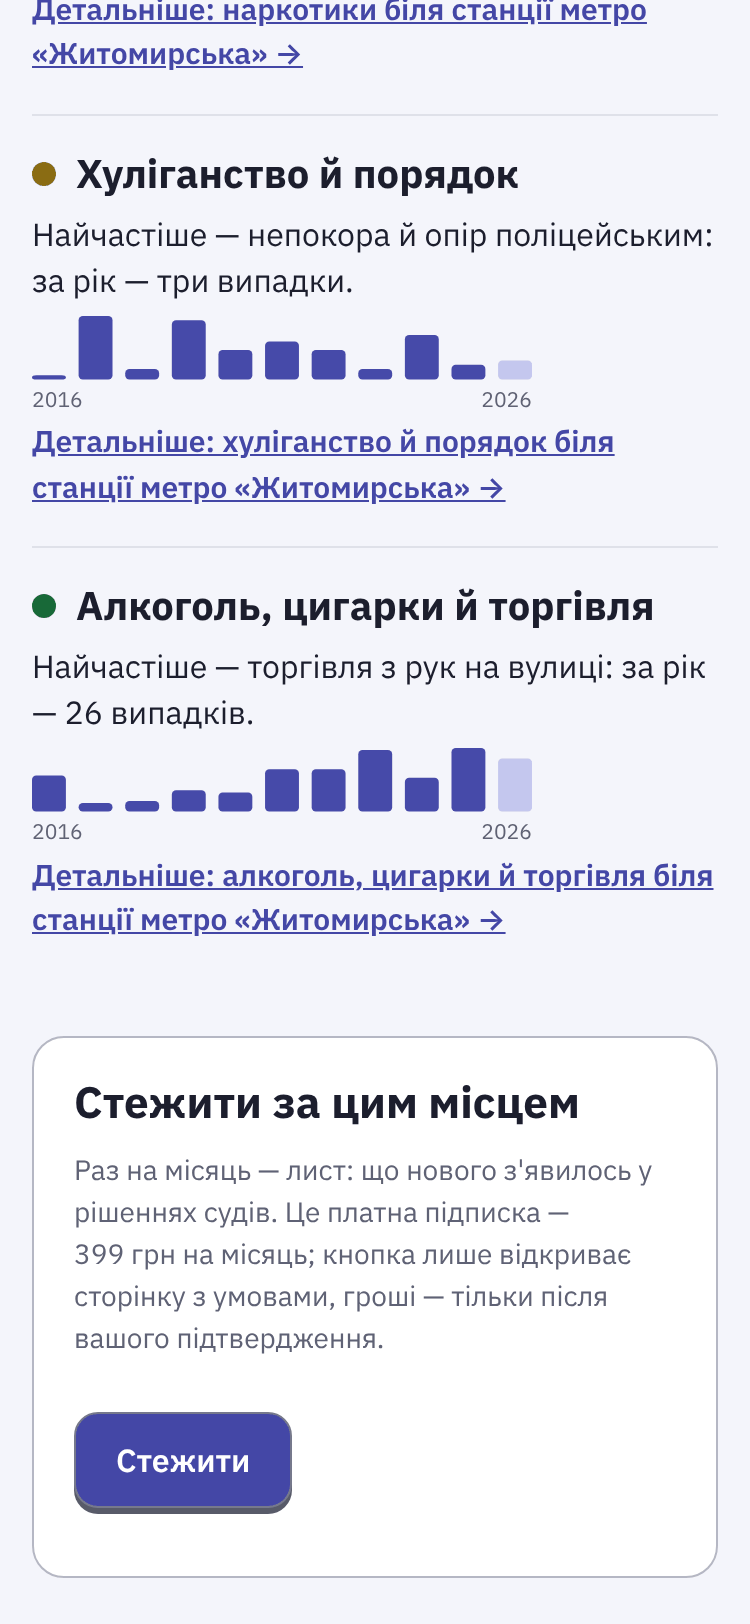 Детальніше: наркотики біля станції метро
«Житомирська» →
Хуліганство й порядок
Найчастіше — непокора й опір поліцейським:
за рік — три випадки.
2016 2026
Детальніше: хуліганство й порядок біля
станції метро «Житомирська» →
Алкоголь, цигарки й торгівля
Найчастіше — торгівля з рук на вулиці: за рік
— 26 випадків.
2016 2026
Детальніше: алкоголь, цигарки й торгівля біля
станції метро «Житомирська» →
Стежити за цим місцем
Раз на місяць — лист: що нового з'явилось у
рішеннях судів. Це платна підписка —
399 грн на місяць; кнопка лише відкриває
сторінку з умовами, гроші — тільки після
вашого підтвердження.
Стежити